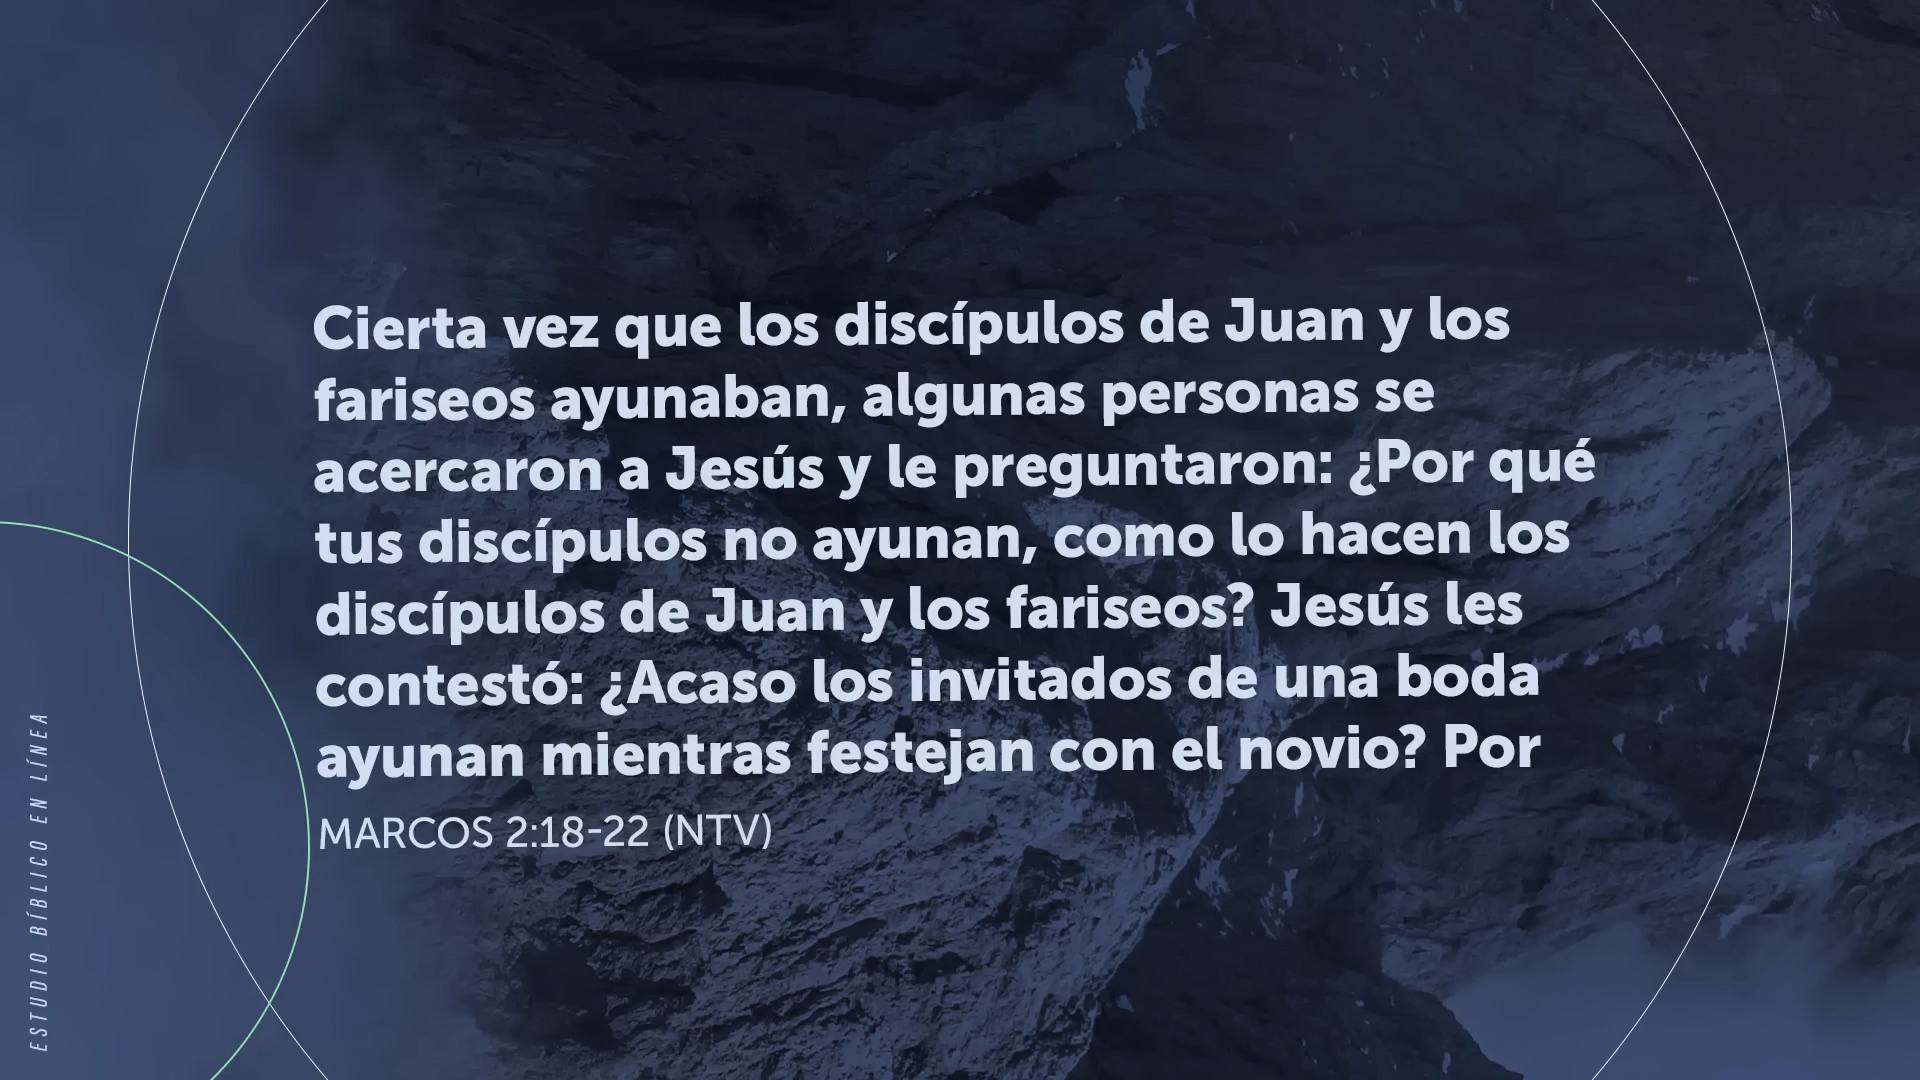 Cierta vez que los discípulos de Juan y los
fariseos ayunaban, algunas personas se
acercaron a Jesús y le preguntaron: ¿Por qué
tus discípulos no ayunan, como lo hacen los
discípulos de Juan y los fariseos? Jesús les
contestó: ¿Acaso los invitados de una boda
ayunan mientras festejan con el novio? Por
MARCOS 2:18-22 (NTV)
ESTUDIO BÍBLICO EN LÍNEA